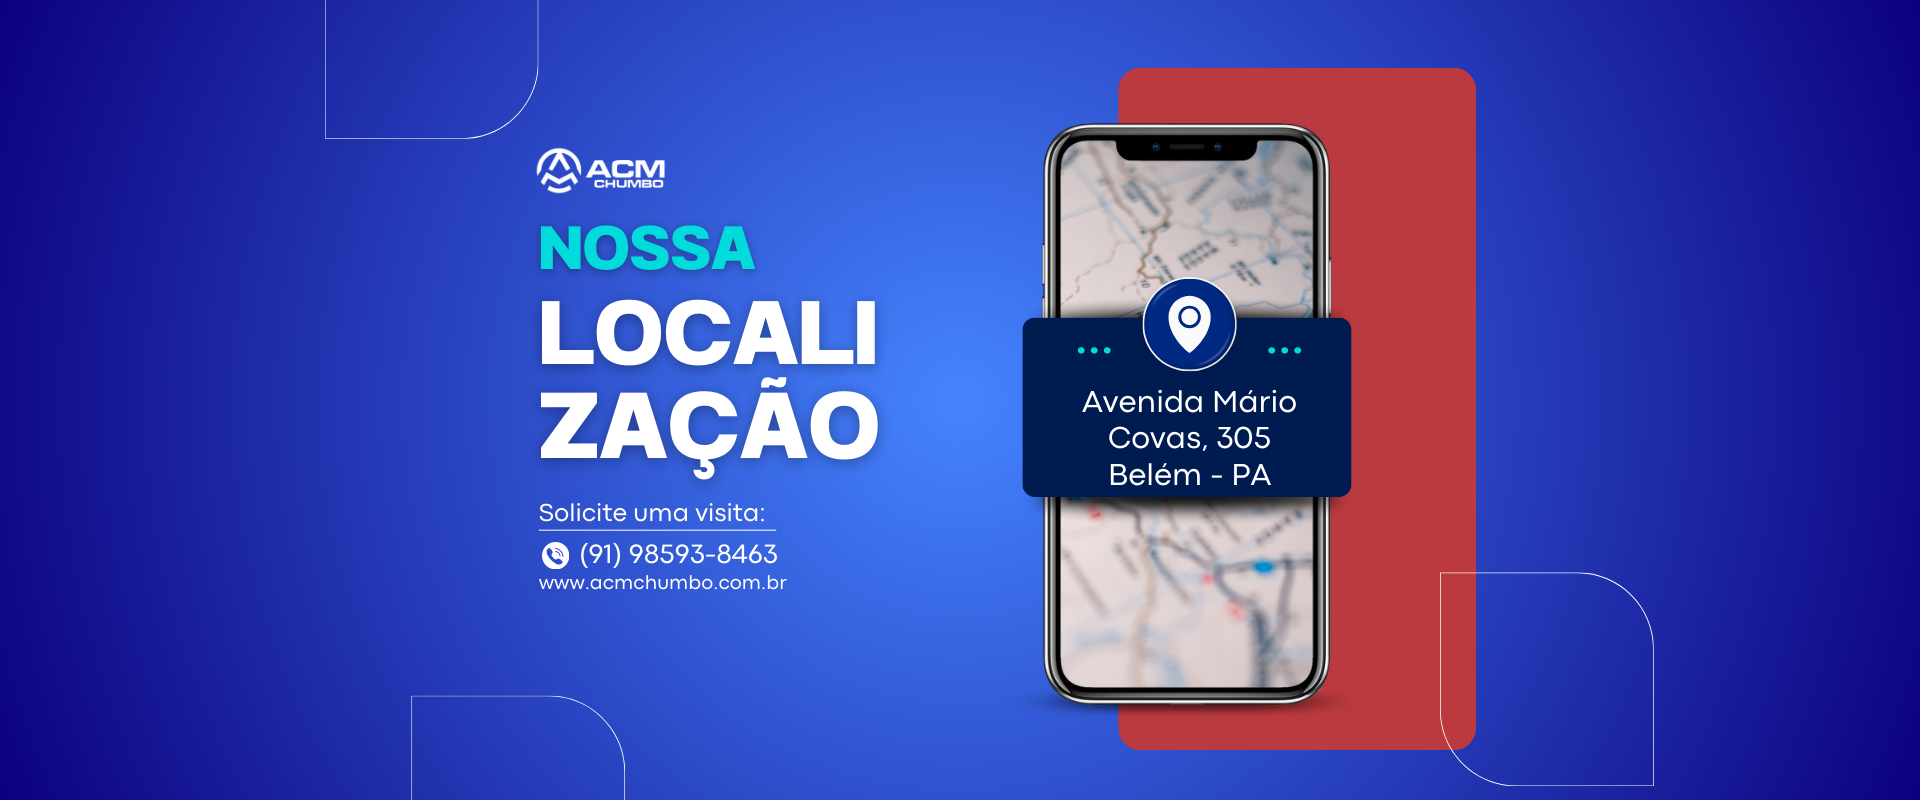 ACM
CHUMBO
NOSSA
LOCALI
ZAÇÃO
Solicite uma visita:
(91) 98593-8463
www.acmchumbo.com.br
Avenida Mário
Covas, 305
Belém - PA